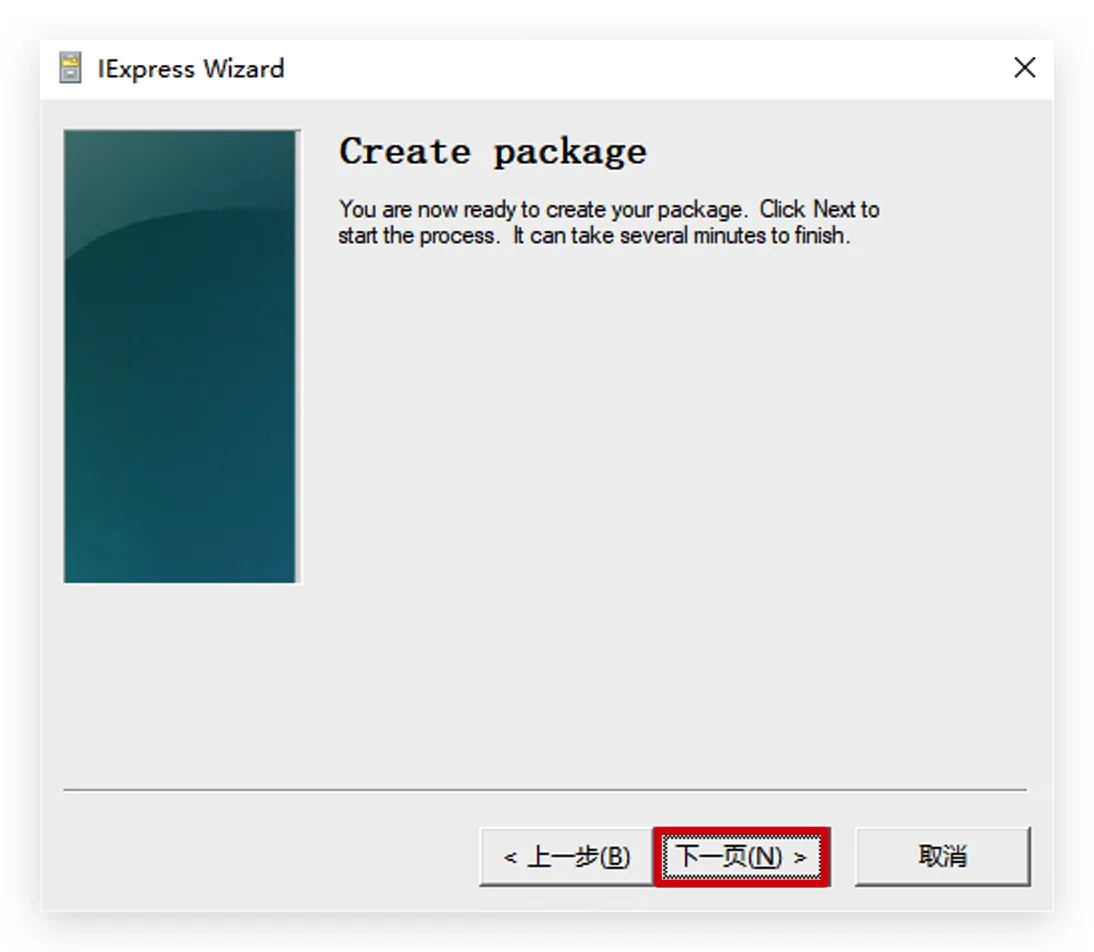 IExpress Wizard
Create package
You are now ready to create your package.  Click Next to
start the process.  It can take several minutes to finish.
< 上一步(B)
下一页(N) >
取消